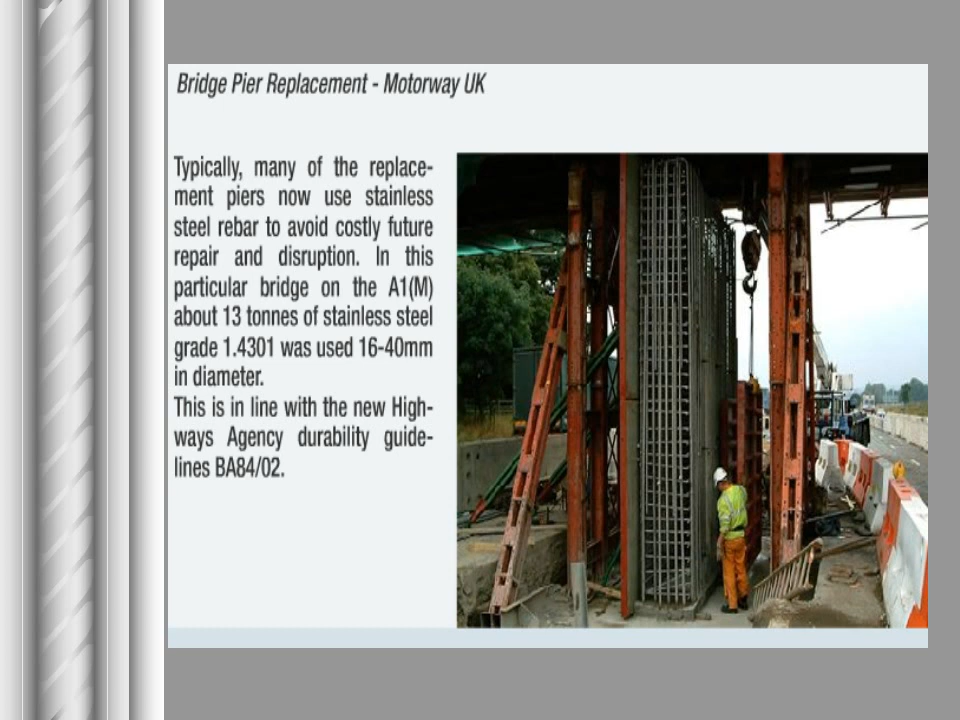 Bridge Pier Replacement - Motorway UK
Typically, many of the replace-
ment piers now use stainless
steel rebar to avoid costly future
repair and disruption. In this
particular bridge on the A1(M)
about 13 tonnes of stainless steel
grade 1.4301 was used 16-40mm
in diameter.
This is in line with the new High-
ways Agency durability guide-
lines BA84/02.